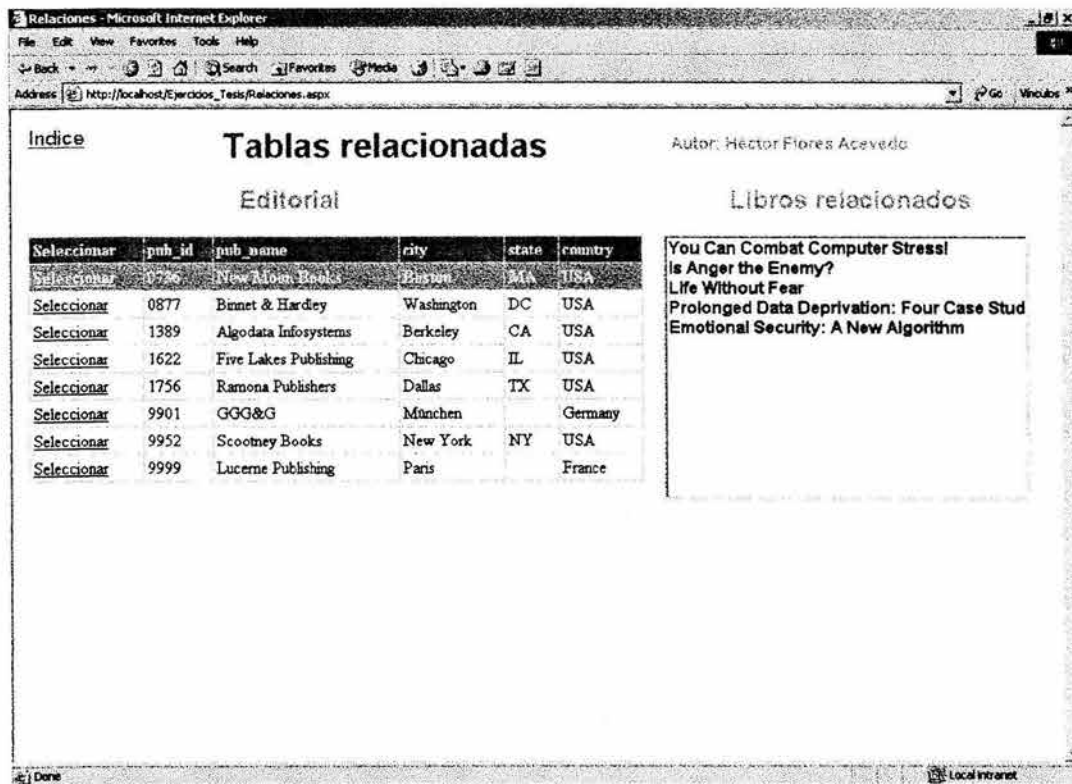 Relaciones - Microsoft Internet Explorer
File Edit View Favorites Tools Help
Back Search Favorites Media
Address http://localhost/Ejercicios_Tesis/Relaciones.aspx Go Vínculos
Indice Tablas relacionadas Autor: Héctor Flores Acevedo
Editorial Libros relacionados
Seleccionar pub_id pub_name city state country
Seleccionar 0736 New Moon Books Boston MA USA
Seleccionar 0877 Binnet & Hardley Washington DC USA
Seleccionar 1389 Algodata Infosystems Berkeley CA USA
Seleccionar 1622 Five Lakes Publishing Chicago IL USA
Seleccionar 1756 Ramona Publishers Dallas TX USA
Seleccionar 9901 GGG&G München Germany
Seleccionar 9952 Scootney Books New York NY USA
Seleccionar 9999 Lucerne Publishing Paris France
You Can Combat Computer Stress!
Is Anger the Enemy?
Life Without Fear
Prolonged Data Deprivation: Four Case Stud
Emotional Security: A New Algorithm
Done Local intranet